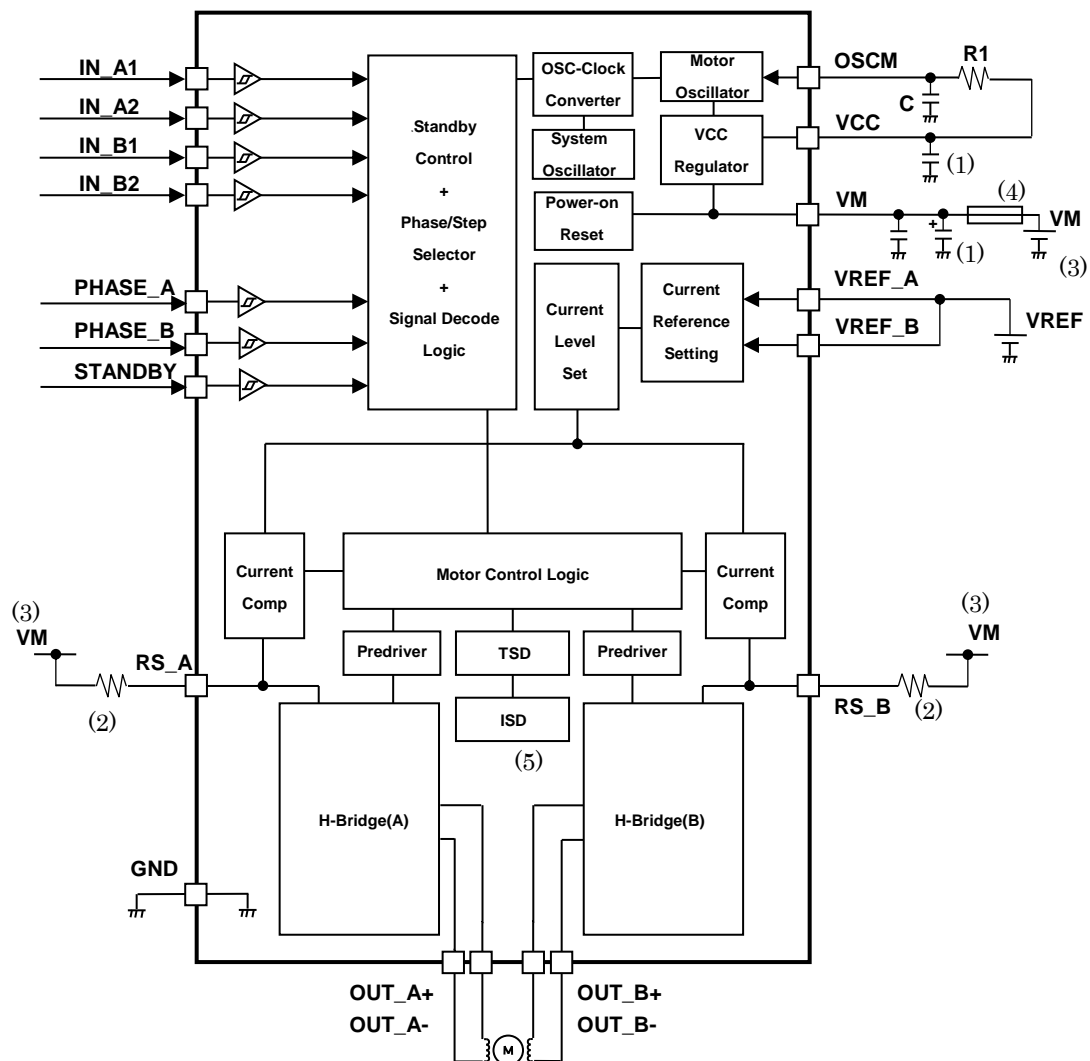 IN_A1
IN_A2
IN_B1
IN_B2
PHASE_A
PHASE_B
STANDBY
.Standby
Control
+
Phase/Step
Selector
+
Signal Decode
Logic
OSC-Clock
Converter
System
Oscillator
Motor
Oscillator
VCC
Regulator
Power-on
Reset
Current
Level
Set
Current
Reference
Setting
OSCM
R1
C
VCC
(1)
VM
(4)
+
(1)
VM
(3)
VREF_A
VREF_B
VREF
Current
Comp
Motor Control Logic
Current
Comp
Predriver
TSD
Predriver
ISD
(5)
(3)
VM
RS_A
(2)
(3)
VM
RS_B
(2)
H-Bridge(A)
H-Bridge(B)
GND
OUT_A+
OUT_A-
OUT_B+
OUT_B-
M